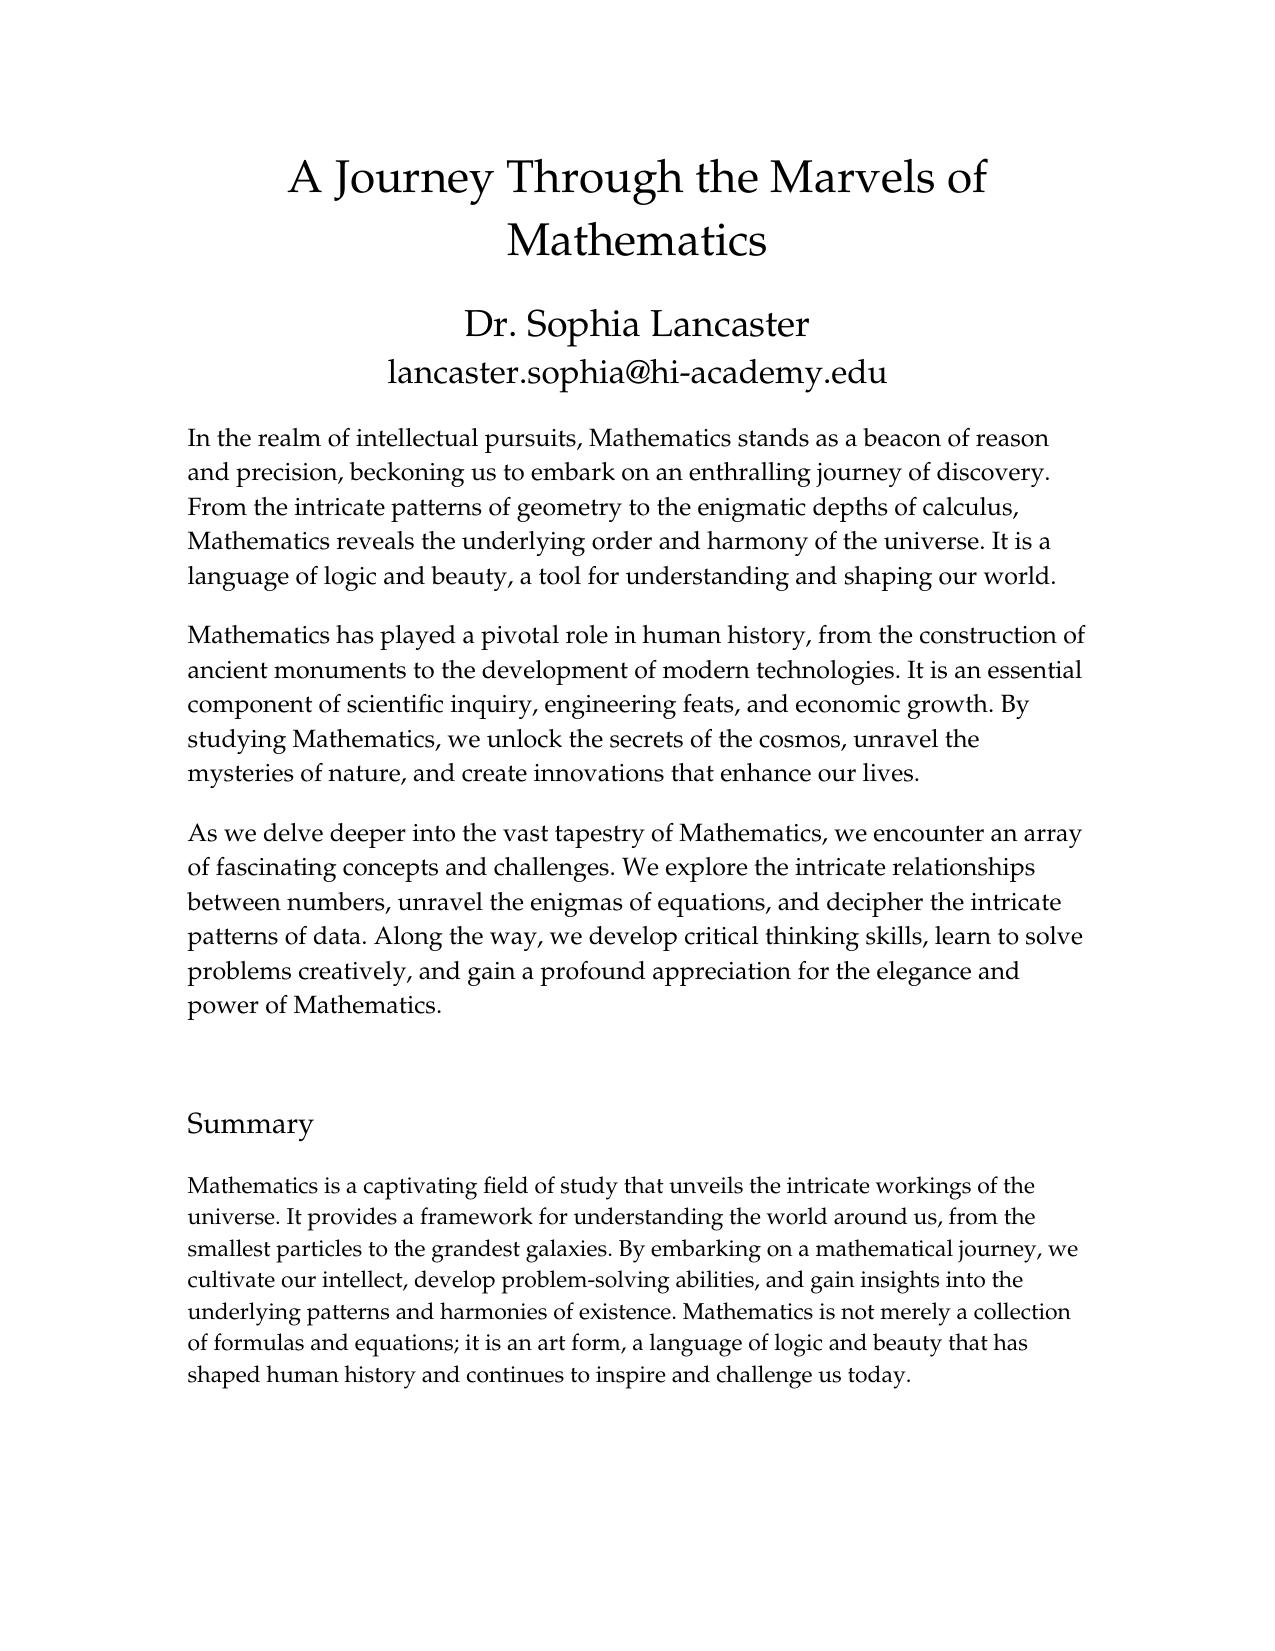 A Journey Through the Marvels of
Mathematics
Dr. Sophia Lancaster
lancaster.sophia@hi-academy.edu
In the realm of intellectual pursuits, Mathematics stands as a beacon of reason
and precision, beckoning us to embark on an enthralling journey of discovery.
From the intricate patterns of geometry to the enigmatic depths of calculus,
Mathematics reveals the underlying order and harmony of the universe. It is a
language of logic and beauty, a tool for understanding and shaping our world.
Mathematics has played a pivotal role in human history, from the construction of
ancient monuments to the development of modern technologies. It is an essential
component of scientific inquiry, engineering feats, and economic growth. By
studying Mathematics, we unlock the secrets of the cosmos, unravel the
mysteries of nature, and create innovations that enhance our lives.
As we delve deeper into the vast tapestry of Mathematics, we encounter an array
of fascinating concepts and challenges. We explore the intricate relationships
between numbers, unravel the enigmas of equations, and decipher the intricate
patterns of data. Along the way, we develop critical thinking skills, learn to solve
problems creatively, and gain a profound appreciation for the elegance and
power of Mathematics.
Summary
Mathematics is a captivating field of study that unveils the intricate workings of the
universe. It provides a framework for understanding the world around us, from the
smallest particles to the grandest galaxies. By embarking on a mathematical journey, we
cultivate our intellect, develop problem-solving abilities, and gain insights into the
underlying patterns and harmonies of existence. Mathematics is not merely a collection
of formulas and equations; it is an art form, a language of logic and beauty that has
shaped human history and continues to inspire and challenge us today.